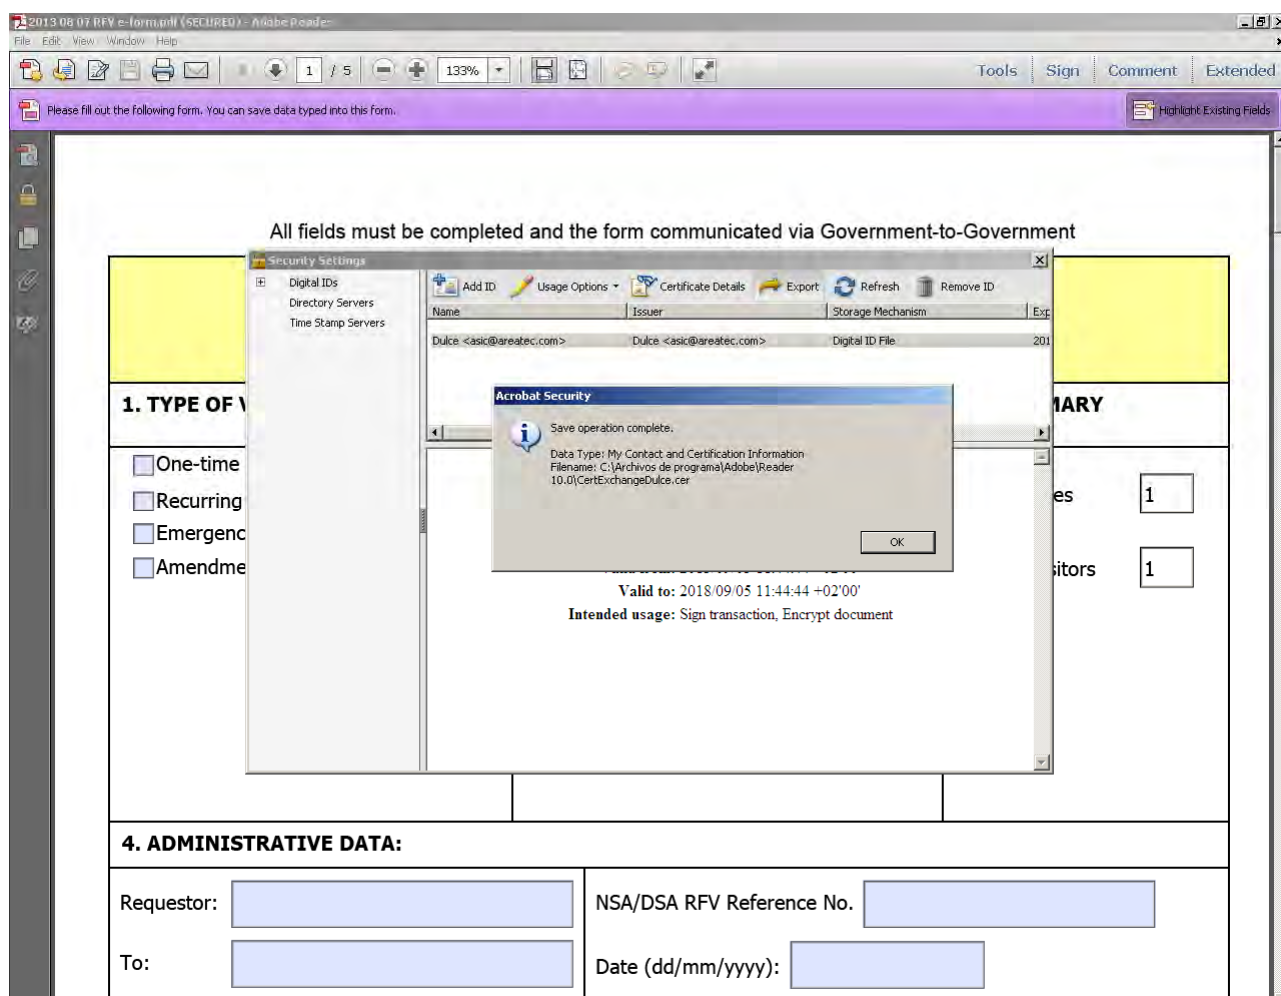 2013 08 07 RFV e-form.pdf (SECURED) - Adobe Reader
File Edit View Window Help
1 / 5 133% Tools Sign Comment Extended
Please fill out the following form. You can save data typed into this form. Highlight Existing Fields
All fields must be completed and the form communicated via Government-to-Government
Security Settings
Digital IDs
Directory Servers
Time Stamp Servers
Add ID Usage Options Certificate Details Export Refresh Remove ID
Name Issuer Storage Mechanism Exp
Dulce <asic@areatec.com> Dulce <asic@areatec.com> Digital ID File 201
1. TYPE OF V
MARY
Acrobat Security
Save operation complete.
Data Type: My Contact and Certification Information
Filename: C:\Archivos de programa\Adobe\Reader
10.0\CertExchangeDulce.cer
OK
One-time
Recurring
Emergenc
Amendme
es 1
sitors 1
Valid to: 2018/09/05 11:44:44 +02'00'
Intended usage: Sign transaction, Encrypt document
4. ADMINISTRATIVE DATA:
Requestor: NSA/DSA RFV Reference No.
To: Date (dd/mm/yyyy):